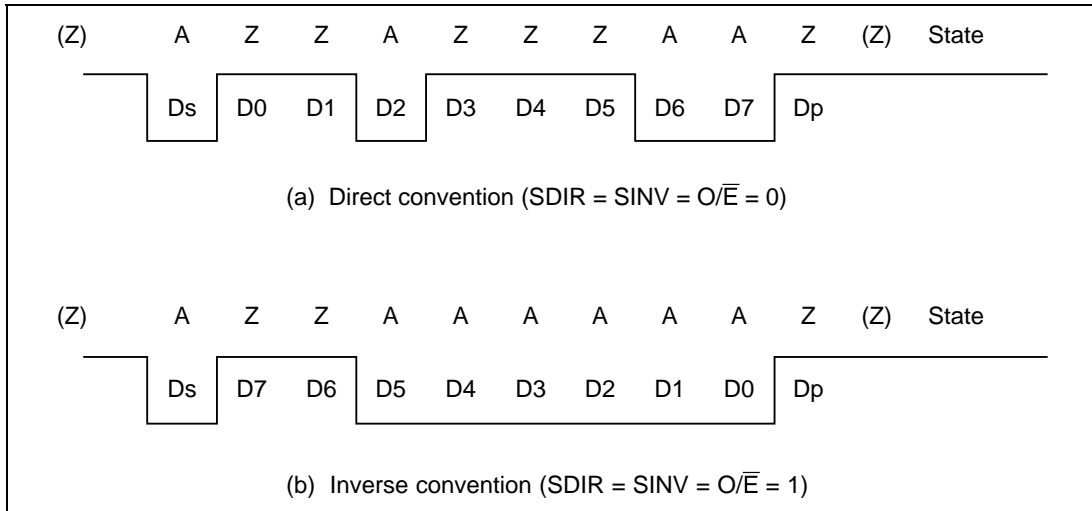 (Z) A Z Z A Z Z Z A A Z (Z) State
Ds D0 D1 D2 D3 D4 D5 D6 D7 Dp
(a) Direct convention (SDIR = SINV = O/E̅ = 0)
(Z) A Z Z A A A A A A Z (Z) State
Ds D7 D6 D5 D4 D3 D2 D1 D0 Dp
(b) Inverse convention (SDIR = SINV = O/E̅ = 1)